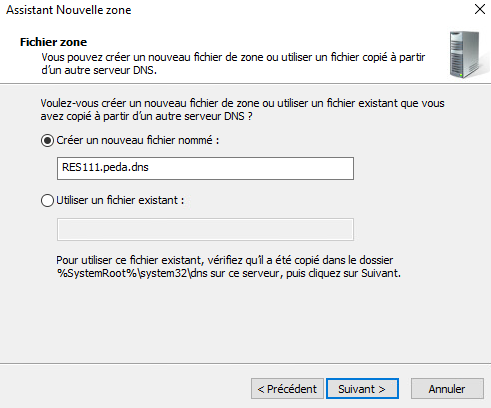 Assistant Nouvelle zone
Fichier zone
Vous pouvez créer un nouveau fichier de zone ou utiliser un fichier copié à partir
d'un autre serveur DNS.
Voulez-vous créer un nouveau fichier de zone ou utiliser un fichier existant que vous
avez copié à partir d'un autre serveur DNS ?
Créer un nouveau fichier nommé :
RES111.peda.dns
Utiliser un fichier existant :
Pour utiliser ce fichier existant, vérifiez qu'il a été copié dans le dossier
%SystemRoot%\system32\dns sur ce serveur, puis cliquez sur Suivant.
< Précédent
Suivant >
Annuler